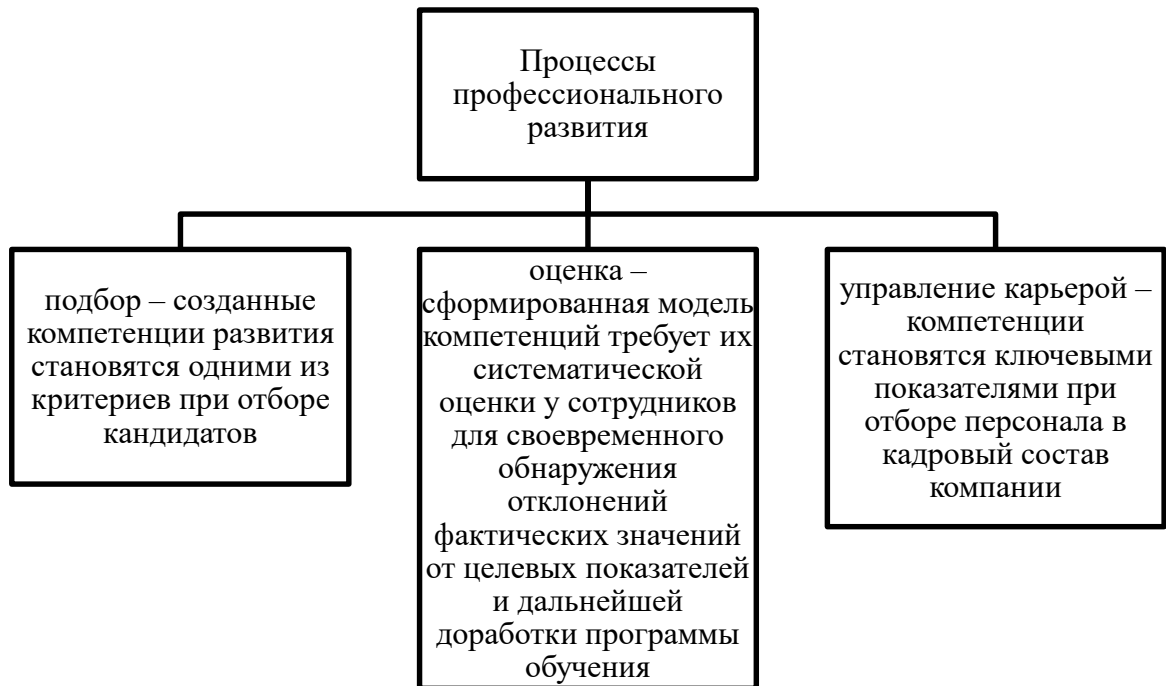 Процессы
профессионального
развития
подбор – созданные
компетенции развития
становятся одними из
критериев при отборе
кандидатов
оценка –
сформированная модель
компетенций требует их
систематической
оценки у сотрудников
для своевременного
обнаружения
отклонений
фактических значений
от целевых показателей
и дальнейшей
доработки программы
обучения
управление карьерой –
компетенции
становятся ключевыми
показателями при
отборе персонала в
кадровый состав
компании